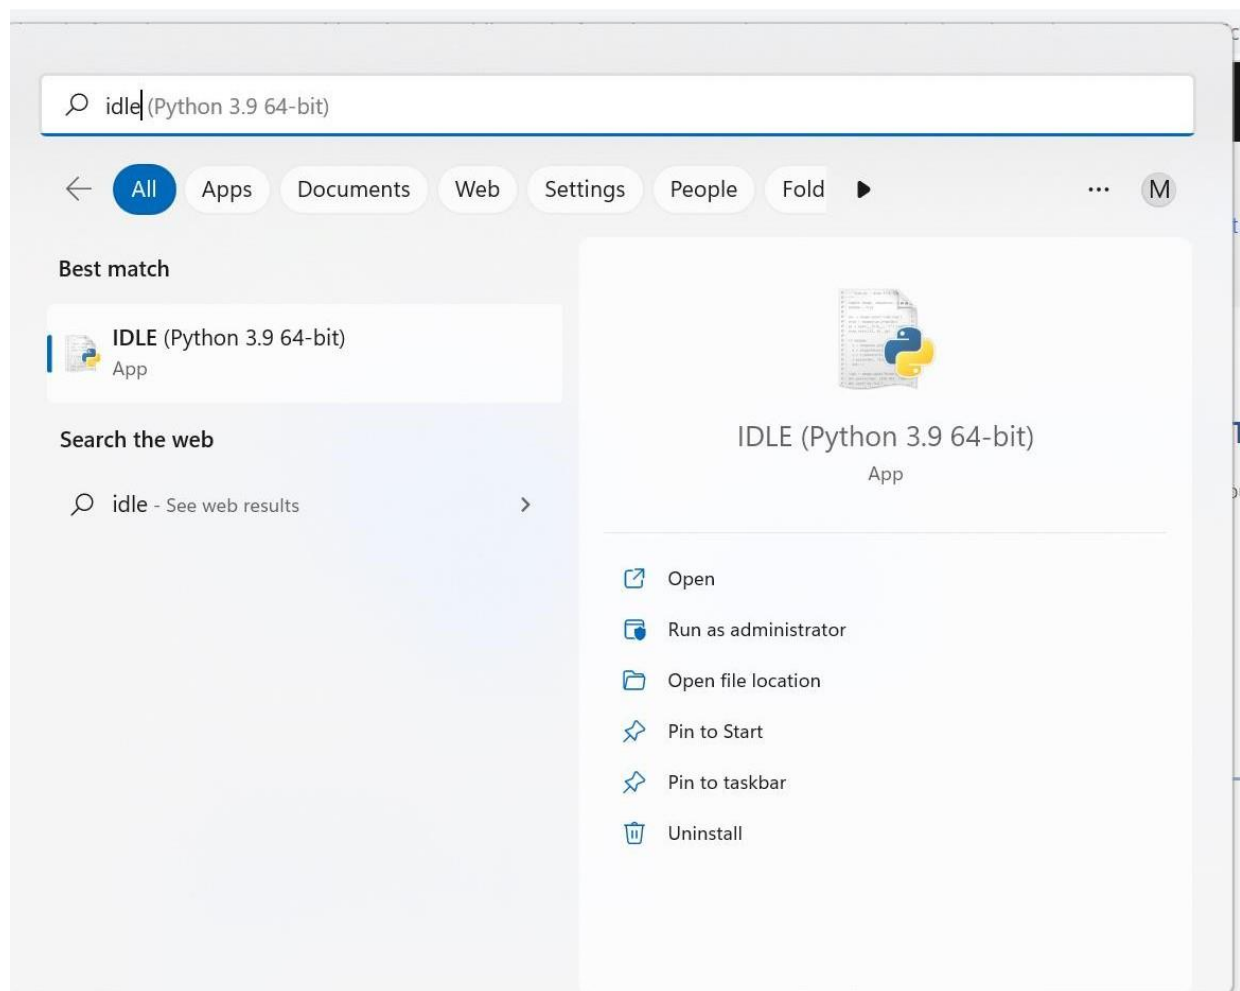 idle (Python 3.9 64-bit)
All Apps Documents Web Settings People Fold ... M
Best match
IDLE (Python 3.9 64-bit)
App
Search the web
idle - See web results
IDLE (Python 3.9 64-bit)
App
Open
Run as administrator
Open file location
Pin to Start
Pin to taskbar
Uninstall